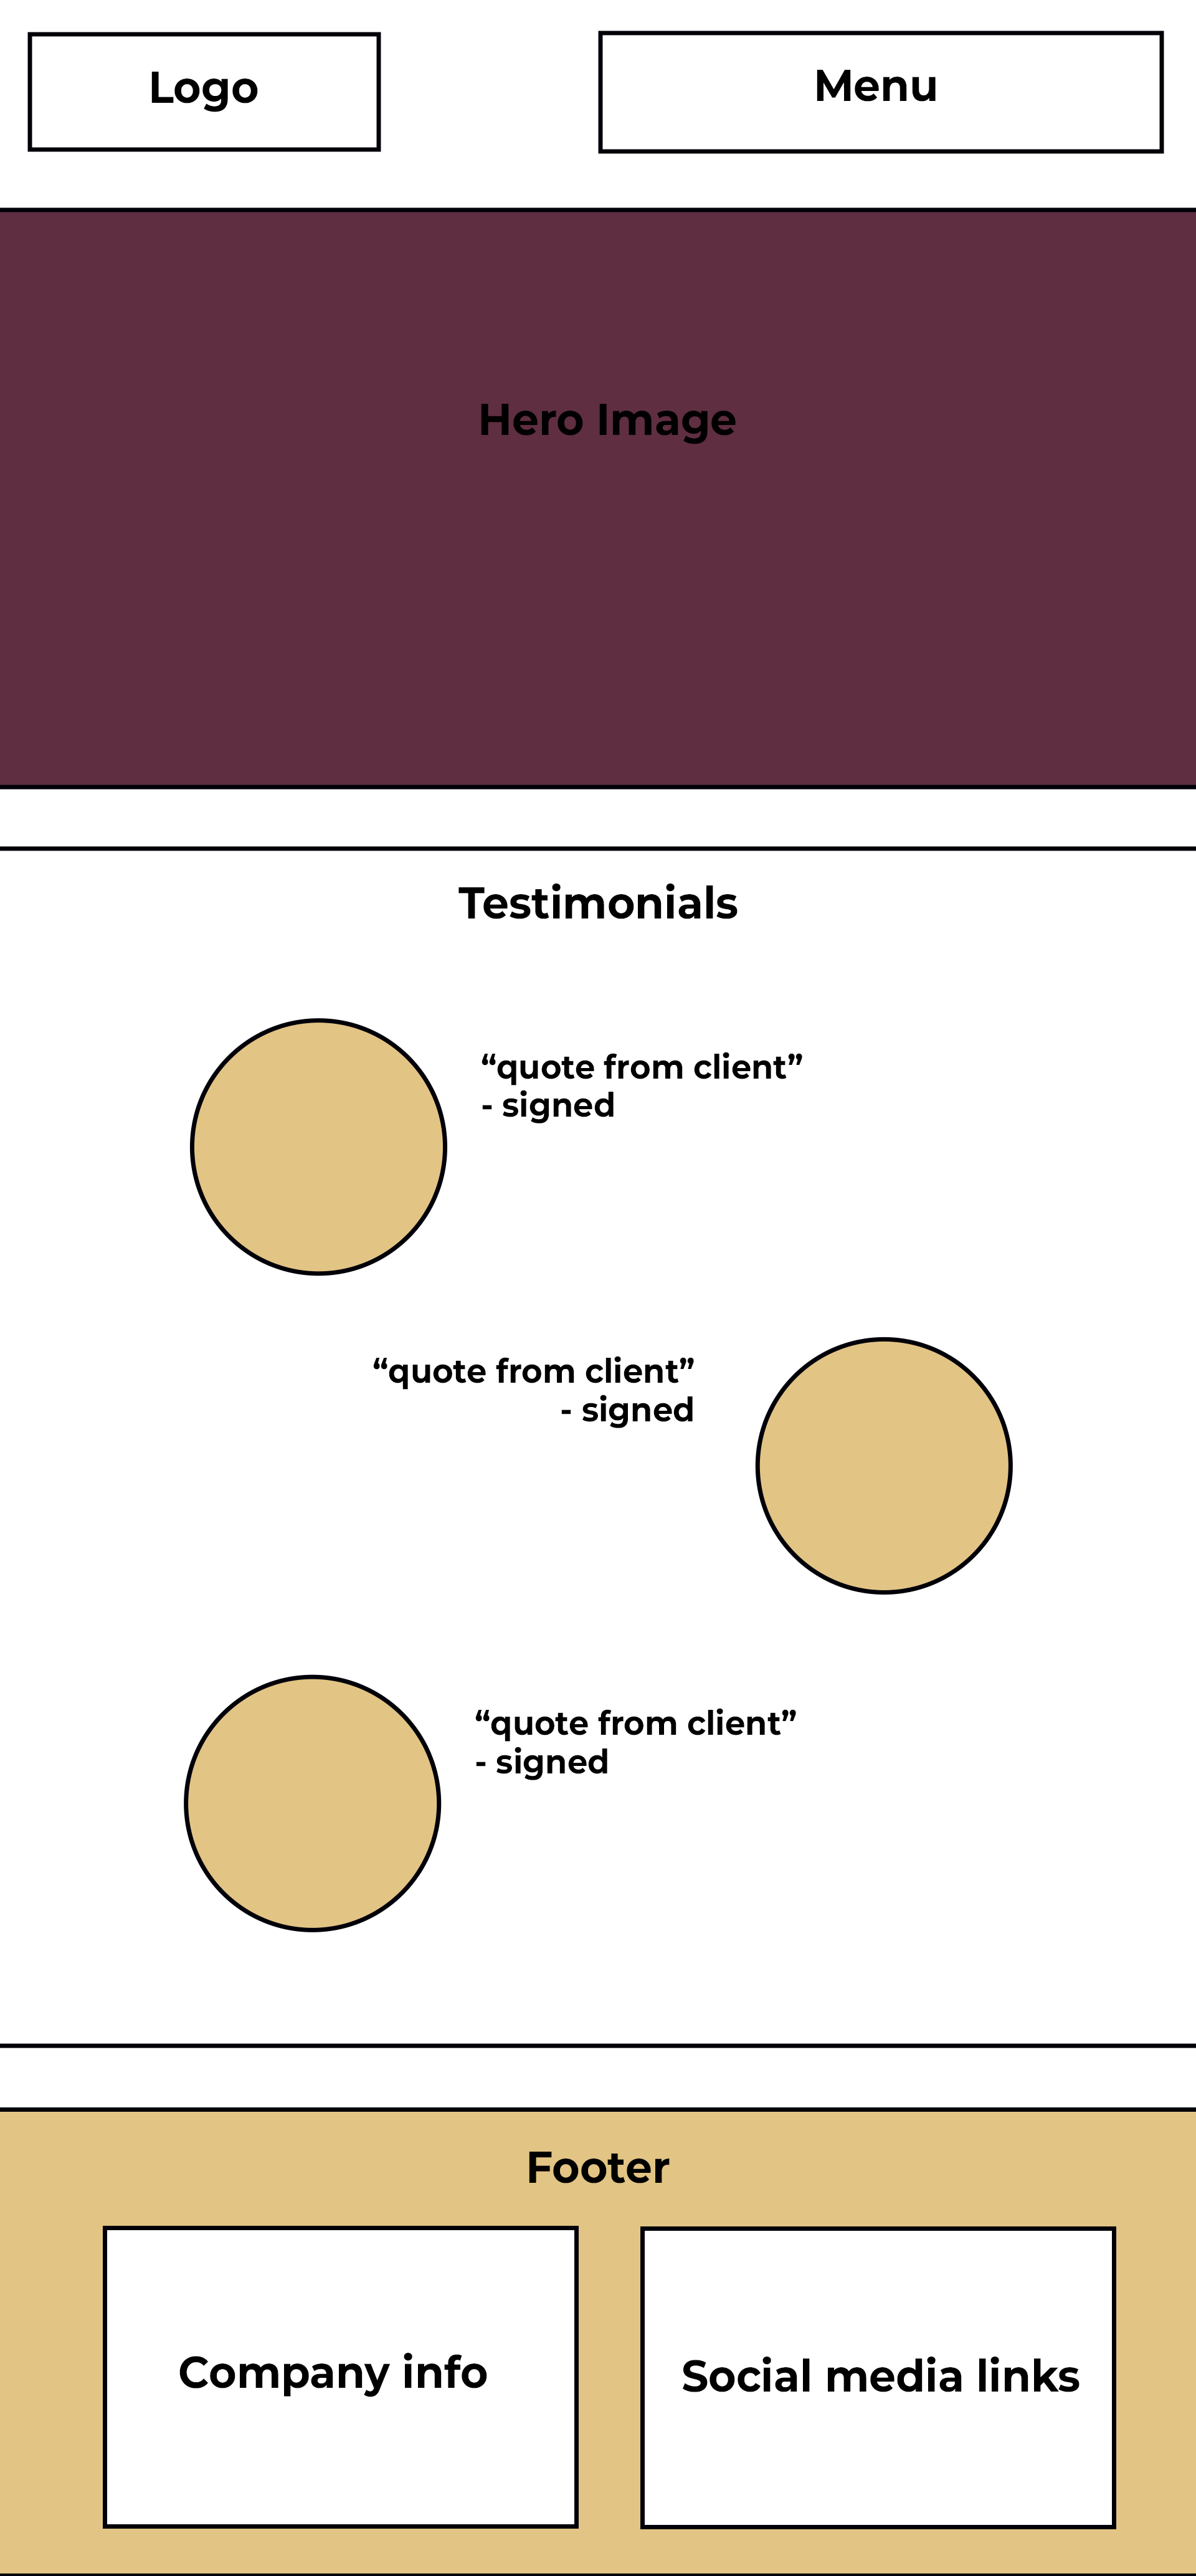 Logo
Menu
Hero Image
Testimonials
“quote from client”
- signed
“quote from client”
- signed
“quote from client”
- signed
Footer
Company info
Social media links